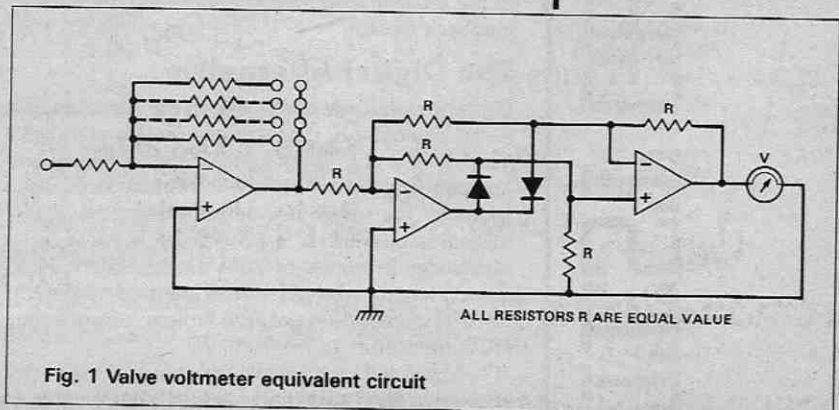 R
R
R
R
V
−
+
−
+
−
+
R
ALL RESISTORS R ARE EQUAL VALUE
Fig. 1 Valve voltmeter equivalent circuit